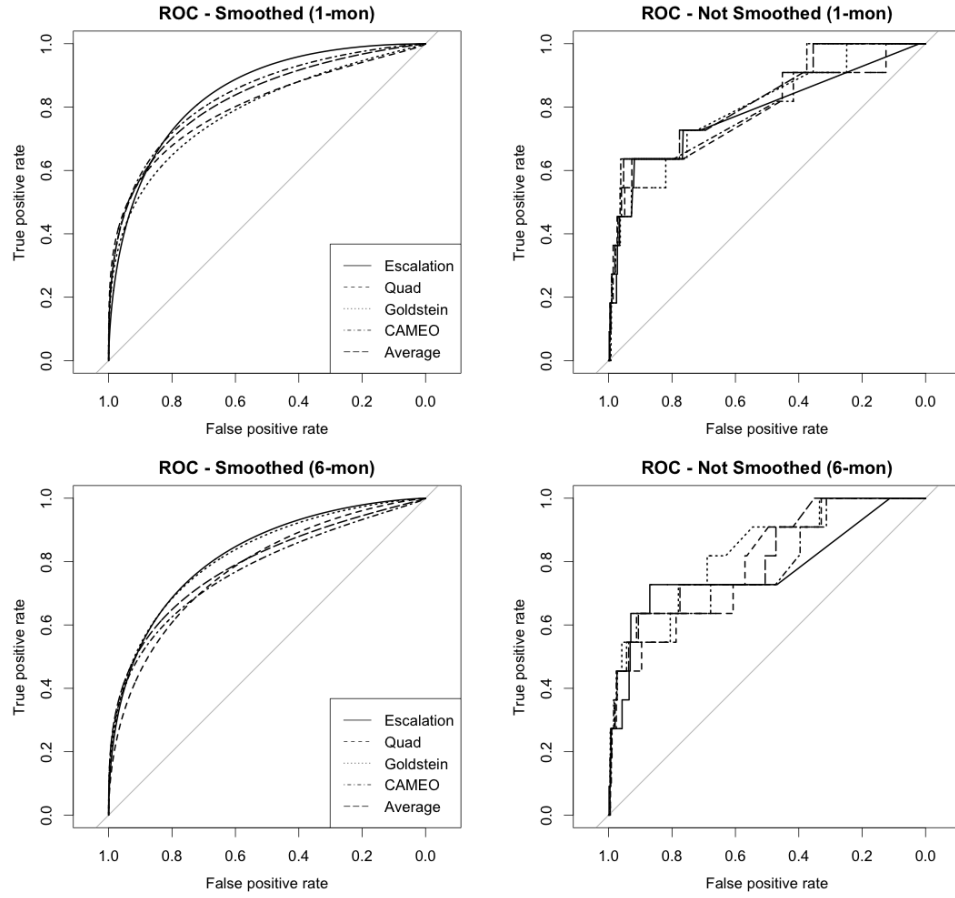 ROC - Smoothed (1-mon)
True positive rate
1.0
0.8
0.6
0.4
0.2
0.0
Escalation
Quad
Goldstein
CAMEO
Average
1.0 0.8 0.6 0.4 0.2 0.0
False positive rate
ROC - Not Smoothed (1-mon)
True positive rate
1.0
0.8
0.6
0.4
0.2
0.0
1.0 0.8 0.6 0.4 0.2 0.0
False positive rate
ROC - Smoothed (6-mon)
True positive rate
1.0
0.8
0.6
0.4
0.2
0.0
Escalation
Quad
Goldstein
CAMEO
Average
1.0 0.8 0.6 0.4 0.2 0.0
False positive rate
ROC - Not Smoothed (6-mon)
True positive rate
1.0
0.8
0.6
0.4
0.2
0.0
1.0 0.8 0.6 0.4 0.2 0.0
False positive rate